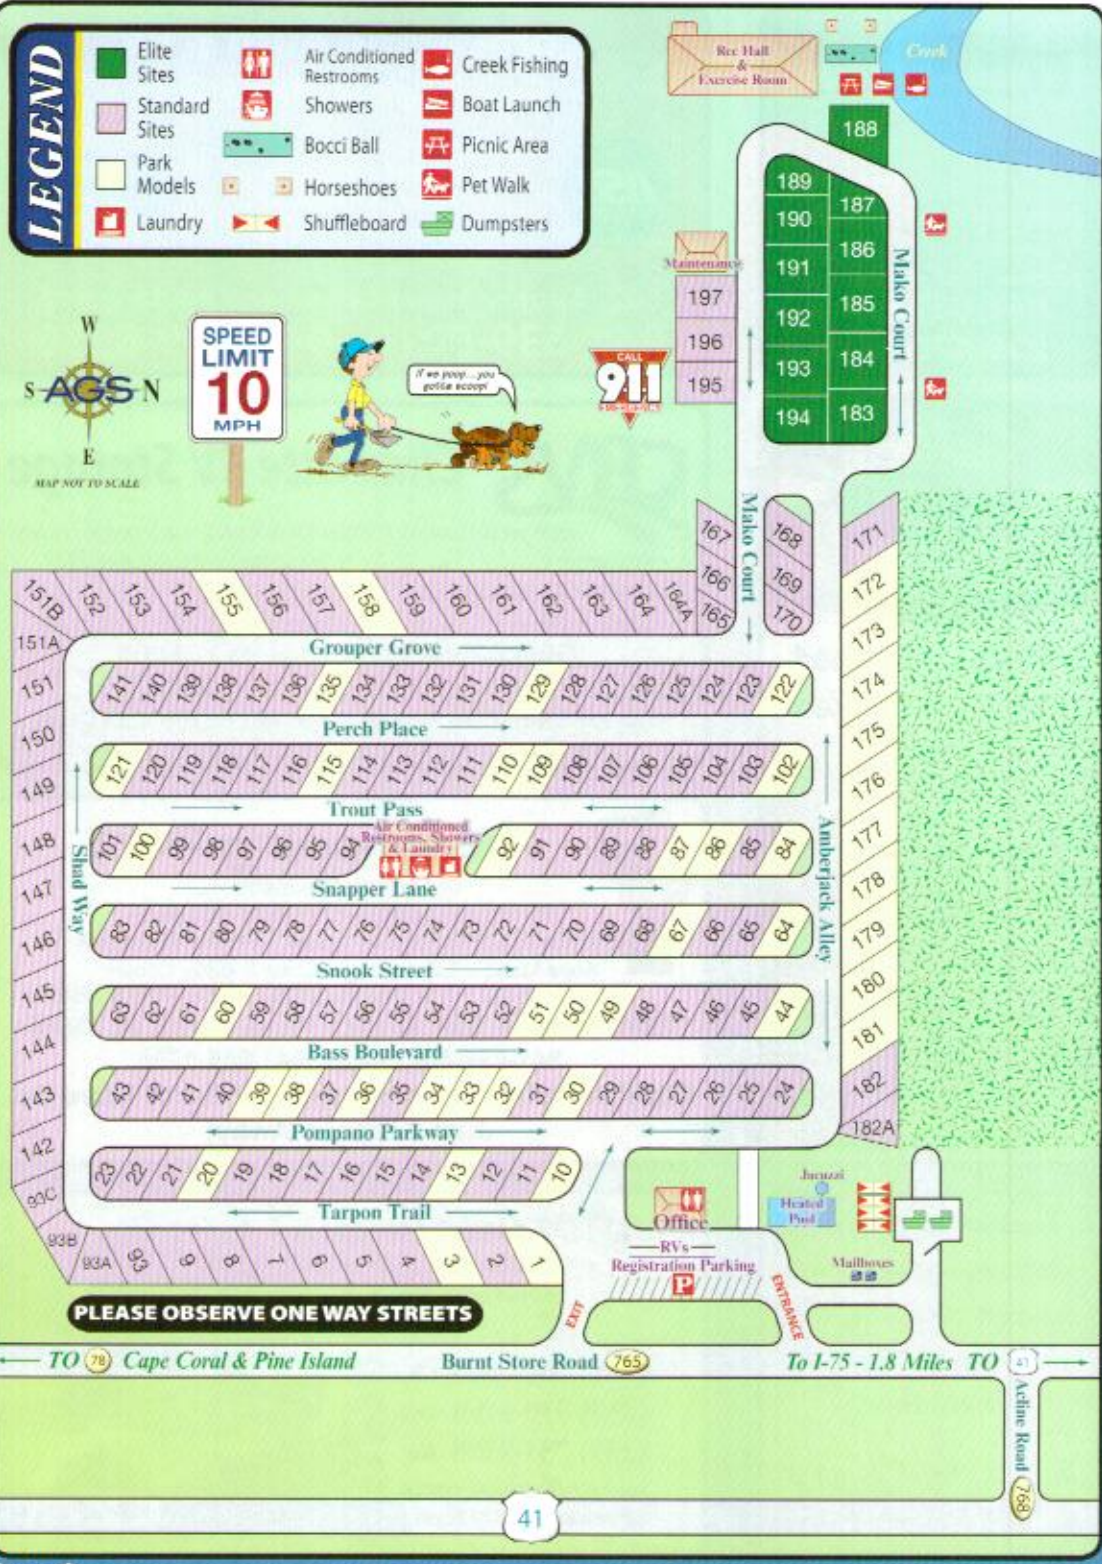 LEGEND
Elite
Sites
Standard
Sites
Park
Models
Laundry
Air Conditioned
Restrooms
Showers
Bocci Ball
Horseshoes
Shuffleboard
Creek Fishing
Boat Launch
Picnic Area
Pet Walk
Dumpsters
Rec Hall
&
Exercise Room
Creek
188
189
187
190
186
191
185
192
184
193
183
194
Mako Court
Maintenance
197
196
195
W
S AGS N
E
MAP NOT TO SCALE
SPEED
LIMIT
10
MPH
If we poop...you
gotta scoop!
CALL
911
Mako Court
167
166
165
168
169
170
171
172
173
174
175
176
177
178
179
180
181
182
182A
151B 152 153 154 155 156 157 158 159 160 161 162 163 164 164A
151A
151
150
149
148
147
146
145
144
143
142
93C
93B
Grouper Grove
141 140 139 138 137 136 135 134 133 132 131 130 129 128 127 126 125 124 123 122
Perch Place
121 120 119 118 117 116 115 114 113 112 111 110 109 108 107 106 105 104 103 102
Trout Pass
Air Conditioned
Restrooms, Showers
& Laundry
101 100 99 98 97 96 95 94 92 91 90 89 88 87 86 85 84
Snapper Lane
Shad Way
Amberjack Alley
83 82 81 80 79 78 77 76 75 74 73 72 71 70 69 68 67 66 65 64
Snook Street
63 62 61 60 59 58 57 56 55 54 53 52 51 50 49 48 47 46 45 44
Bass Boulevard
43 42 41 40 39 38 37 36 35 34 33 32 31 30 29 28 27 26 25 24
Pompano Parkway
23 22 21 20 19 18 17 16 15 14 13 12 11 10
Tarpon Trail
93A 93 9 8 7 6 5 4 3 2 1
Office
RVs
Registration Parking
P
Jacuzzi
Heated
Pool
Mailboxes
EXIT
ENTRANCE
PLEASE OBSERVE ONE WAY STREETS
TO 78 Cape Coral & Pine Island
Burnt Store Road 765
To I-75 - 1.8 Miles TO 41
Acline Road 768
41